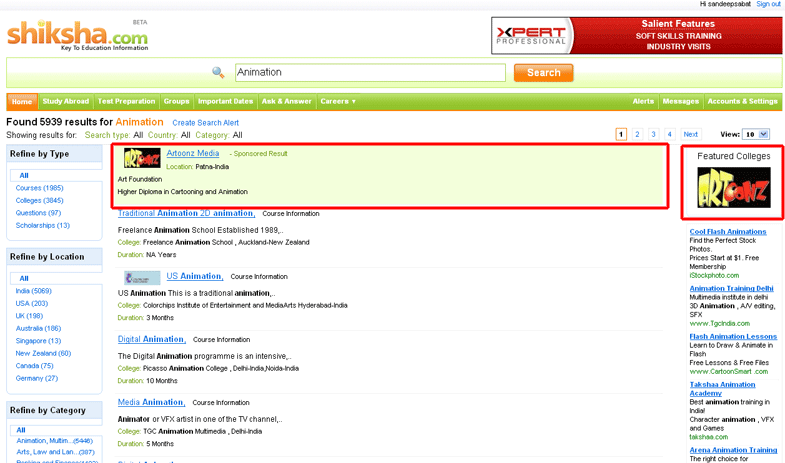 Hi sandeepsabat Sign out
BETA
shiksha.com
Key To Education Information
XPERT
PROFESSIONAL
Salient Features
SOFT SKILLS TRAINING
INDUSTRY VISITS
Animation
Search
Home Study Abroad Test Preparation Groups Important Dates Ask & Answer Careers Alerts Messages Accounts & Settings
Found 5939 results for Animation Create Search Alert
Showing results for: Search type: All Country: All Category: All
1 2 3 4 Next View: 10
Refine by Type
All
Courses (1985)
Colleges (3845)
Questions (97)
Scholarships (13)
Refine by Location
All
India (5069)
USA (203)
UK (198)
Australia (186)
Singapore (13)
New Zealand (60)
Canada (75)
Germany (27)
Refine by Category
All
Animation, Multim...(5446)
Arts, Law and Lan...(387)
ARTOONZ
Artoonz Media - Sponsored Result
Location: Patna-India
Art Foundation
Higher Diploma in Cartooning and Animation
Traditional Animation 2D animation, Course Information
Freelance Animation School Established 1989,..
College: Freelance Animation School , Auckland-New Zealand
Duration: NA Years
US Animation, Course Information
US Animation This is a traditional animation,..
College: Colorchips Institute of Entertainment and MediaArts Hyderabad-India
Duration: 3 Months
Digital Animation, Course Information
The Digital Animation programme is an intensive,..
College: Picasso Animation College , Delhi-India,Noida-India
Duration: 10 Months
Media Animation, Course Information
Animator or VFX artist in one of the TV channel,..
College: TGC Animation Multimedia , Delhi-India
Duration: 5 Months
Featured Colleges
ARTOONZ
Cool Flash Animations
Find the Perfect Stock
Photos.
Prices Start at $1. Free
Membership
iStockphoto.com
Animation Training Delhi
Multimedia institute in delhi
3D Animation , A/V editing,
SFX
www.TgcIndia.com
Flash Animation Lessons
Learn to Draw & Animate in
Flash
Free Lessons & Free Files
www.CartoonSmart .com
Takshaa Animation
Academy
Best animation training in
India!
Character animation , VFX
and Games
takshaa.com
Arena Animation Training
The right choice for